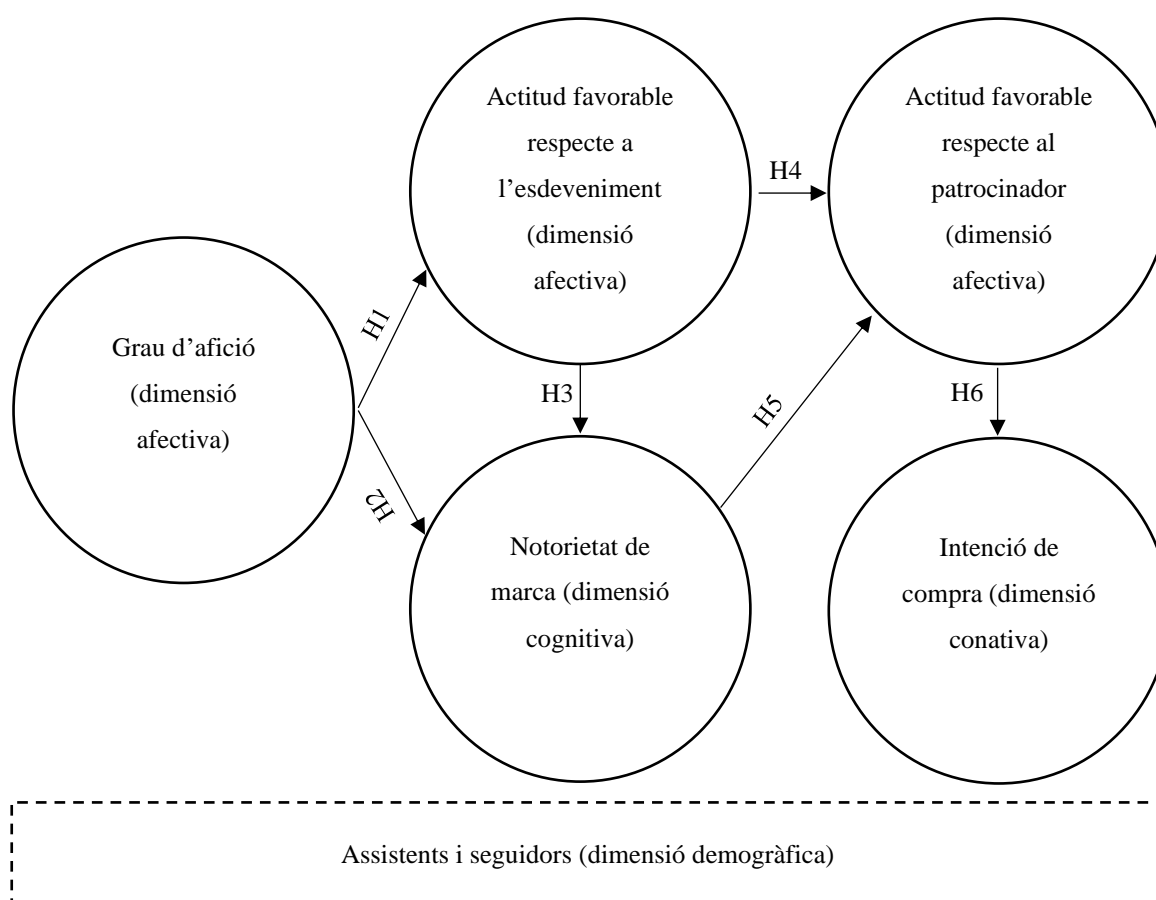 Actitud favorable
respecte a
l’esdeveniment
(dimensió
afectiva)
H4
Actitud favorable
respecte al
patrocinador
(dimensió
afectiva)
Grau d’afició
(dimensió
afectiva)
H1
H2
H3
H5
H6
Notorietat de
marca (dimensió
cognitiva)
Intenció de
compra (dimensió
conativa)
Assistents i seguidors (dimensió demogràfica)